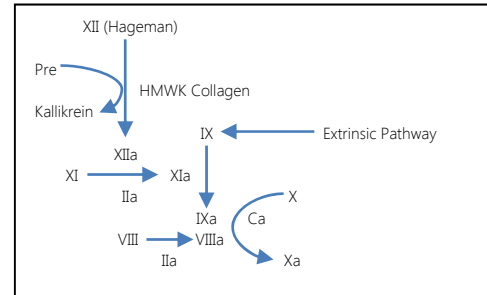 XII (Hageman)
Pre
HMWK Collagen
Kallikrein
XIIa
IX
Extrinsic Pathway
XI
XIa
IIa
X
IXa
Ca
VIII
VIIIa
IIa
Xa